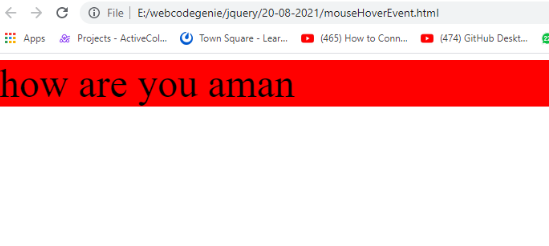 File | E:/webcodegenie/jquery/20-08-2021/mouseHoverEvent.html
Apps Projects - ActiveCol... Town Square - Lear... (465) How to Conn... (474) GitHub Deskt...
how are you aman